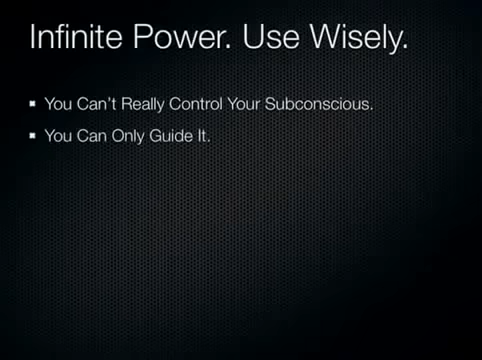 Infinite Power. Use Wisely.
You Can't Really Control Your Subconscious.
You Can Only Guide It.